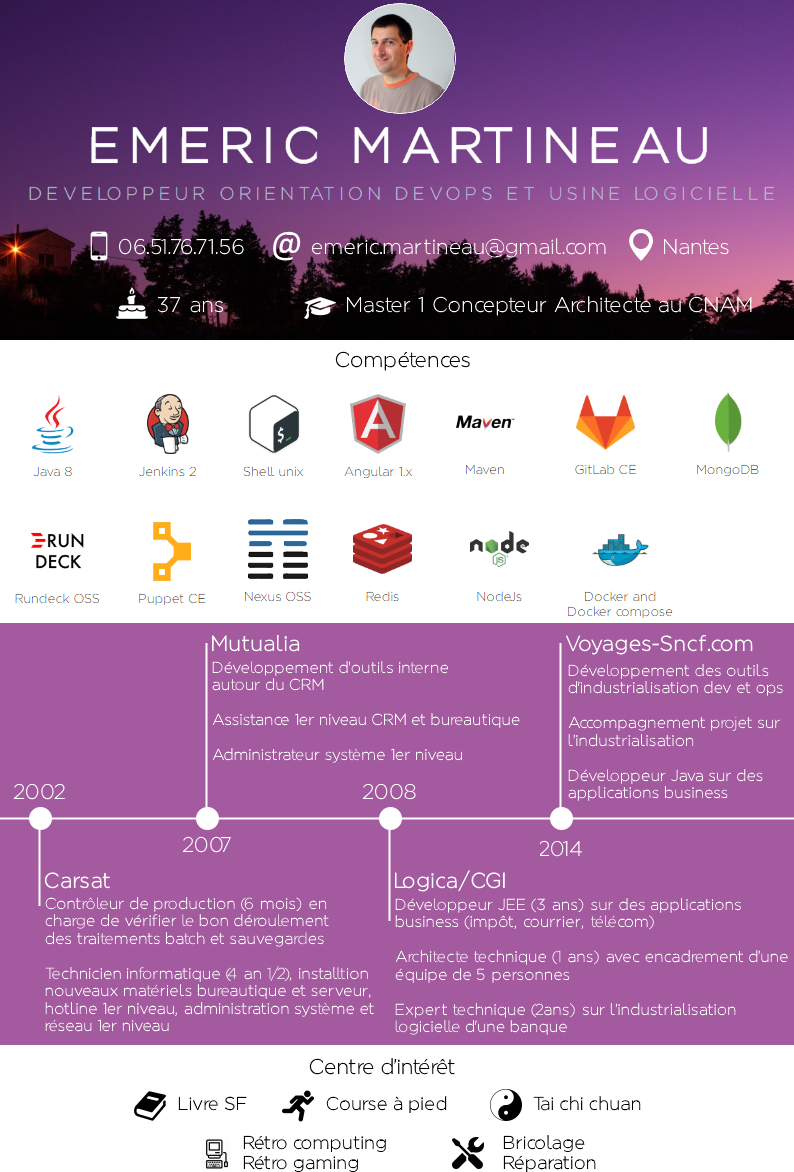 EMERIC MARTINEAU
DEVELOPPEUR ORIENTATION DEVOPS ET USINE LOGICIELLE
06.51.76.71.56 @ emeric.martineau@gmail.com Nantes
37 ans Master 1 Concepteur Architecte au CNAM
Compétences
Maven
Java 8 Jenkins 2 Shell unix Angular 1.x Maven GitLab CE MongoDB
RUN
DECK
node
JS
Rundeck OSS Puppet CE Nexus OSS Redis NodeJs Docker and
Docker compose
Mutualia
Développement d'outils interne
autour du CRM
Assistance 1er niveau CRM et bureautique
Administrateur système 1er niveau
Voyages-Sncf.com
Développement des outils
d'industrialisation dev et ops
Accompagnement projet sur
l'industrialisation
Développeur Java sur des
applications business
2002
2008
2007
2014
Carsat
Contrôleur de production (6 mois) en
charge de vérifier le bon déroulement
des traitements batch et sauvegardes
Technicien informatique (4 an 1/2), installtion
nouveaux matériels bureautique et serveur,
hotline 1er niveau, administration système et
réseau 1er niveau
Logica/CGI
Développeur JEE (3 ans) sur des applications
business (impôt, courrier, télécom)
Architecte technique (1 ans) avec encadrement d'une
équipe de 5 personnes
Expert technique (2ans) sur l'industrialisation
logicielle d'une banque
Centre d'intérêt
Livre SF Course à pied Tai chi chuan
Rétro computing
Rétro gaming
Bricolage
Réparation